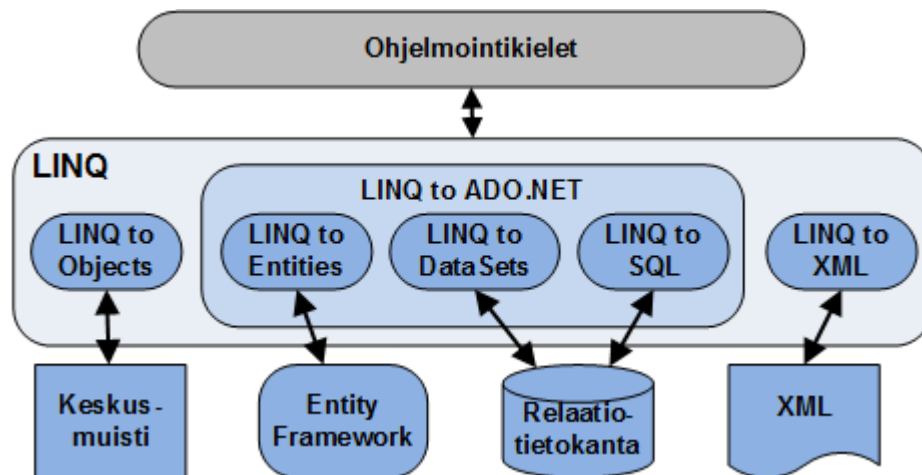 Ohjelmointikielet
LINQ
LINQ to ADO.NET
LINQ to
Objects
LINQ to
Entities
LINQ to
DataSets
LINQ to
SQL
LINQ to
XML
Keskus-
muisti
Entity
Framework
Relaatio-
tietokanta
XML